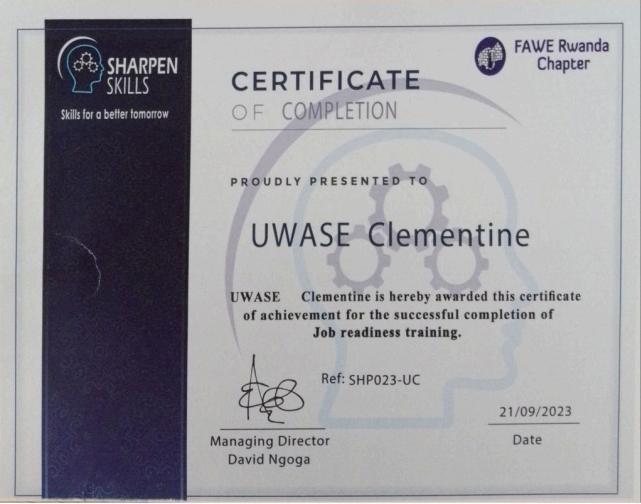 SHARPEN
SKILLS
Skills for a better tomorrow
FAWE Rwanda
Chapter
CERTIFICATE
OF COMPLETION
PROUDLY PRESENTED TO
UWASE Clementine
UWASE Clementine is hereby awarded this certificate
of achievement for the successful completion of
Job readiness training.
Ref: SHP023-UC
21/09/2023
Managing Director
David Ngoga
Date